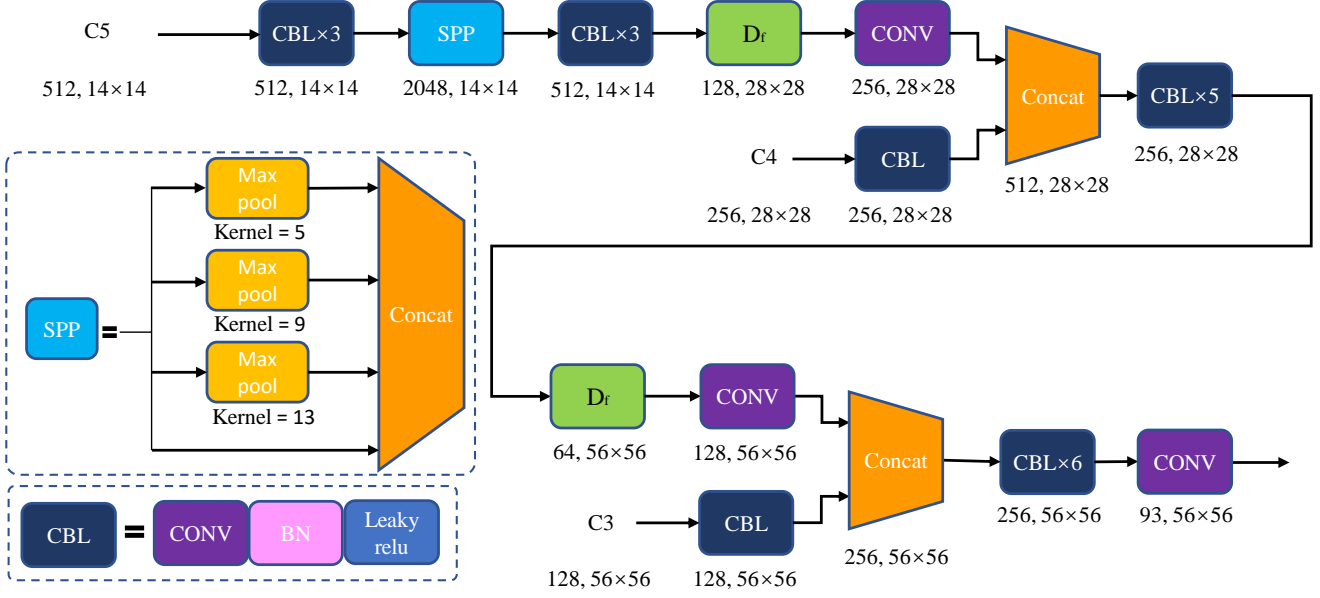 C5
CBL×3
SPP
CBL×3
Df
CONV
512, 14×14
512, 14×14
2048, 14×14
512, 14×14
128, 28×28
256, 28×28
Concat
CBL×5
C4
CBL
256, 28×28
512, 28×28
256, 28×28
256, 28×28
Max
pool
Kernel = 5
Max
pool
Kernel = 9
Max
pool
Kernel = 13
SPP
=
Concat
Df
CONV
64, 56×56
128, 56×56
Concat
CBL×6
CONV
256, 56×56
93, 56×56
C3
CBL
256, 56×56
128, 56×56
128, 56×56
CBL
=
CONV
BN
Leaky
relu